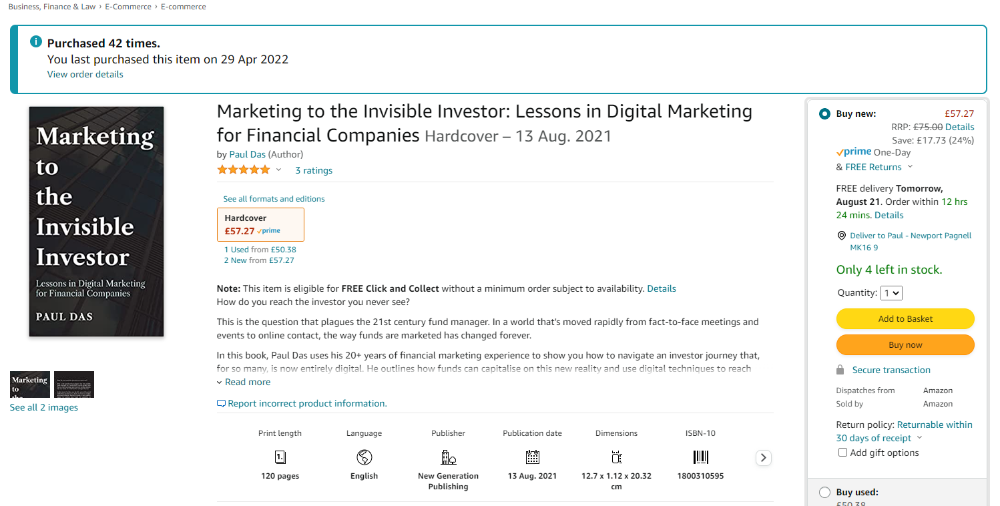 Business, Finance & Law › E-Commerce › E-commerce
Purchased 42 times.
You last purchased this item on 29 Apr 2022
View order details
Marketing
to
the
Invisible
Investor
Lessons in Digital Marketing
for Financial Companies
PAUL DAS
Marketing
to
the
See all 2 images
Marketing to the Invisible Investor: Lessons in Digital Marketing
for Financial Companies Hardcover – 13 Aug. 2021
by Paul Das (Author)
3 ratings
See all formats and editions
Hardcover
£57.27 prime
1 Used from £50.38
2 New from £57.27
Note: This item is eligible for FREE Click and Collect without a minimum order subject to availability. Details
How do you reach the investor you never see?
This is the question that plagues the 21st century fund manager. In a world that's moved rapidly from fact-to-face meetings and
events to online contact, the way funds are marketed has changed forever.
In this book, Paul Das uses his 20+ years of financial marketing experience to show you how to navigate an investor journey that,
for so many, is now entirely digital. He outlines how funds can capitalise on this new reality and use digital techniques to reach
Read more
Report incorrect product information.
Print length
1.
120 pages
Language
English
Publisher
New Generation
Publishing
Publication date
13 Aug. 2021
Dimensions
12.7 x 1.12 x 20.32
cm
ISBN-10
1800310595
Buy new: £57.27
RRP: £75.00 Details
Save: £17.73 (24%)
prime One-Day
& FREE Returns
FREE delivery Tomorrow,
August 21. Order within 12 hrs
24 mins. Details
Deliver to Paul - Newport Pagnell
MK16 9
Only 4 left in stock.
Quantity: 1
Add to Basket
Buy now
Secure transaction
Dispatches from Amazon
Sold by Amazon
Return policy: Returnable within
30 days of receipt
Add gift options
Buy used:
£50.38